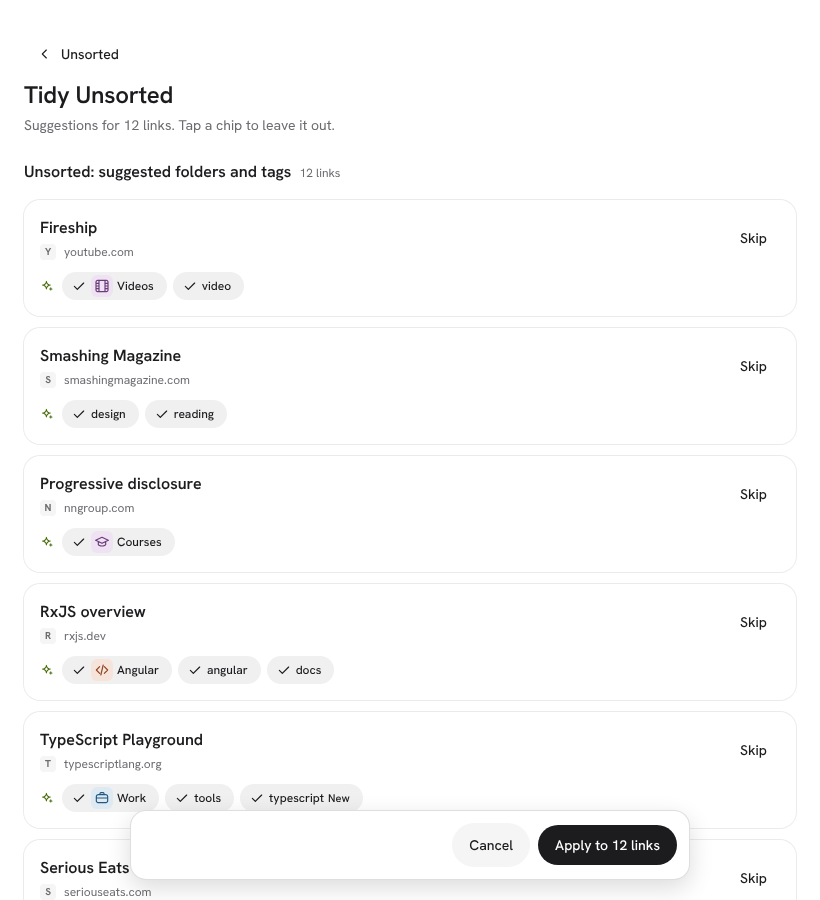 Unsorted
Tidy Unsorted
Suggestions for 12 links. Tap a chip to leave it out.
Unsorted: suggested folders and tags 12 links
Fireship
Skip
Y youtube.com
Videos video
Smashing Magazine
Skip
S smashingmagazine.com
design reading
Progressive disclosure
Skip
N nngroup.com
Courses
RxJS overview
Skip
R rxjs.dev
Angular angular docs
TypeScript Playground
Skip
T typescriptlang.org
Work tools typescript New
Cancel Apply to 12 links
Serious Eats
Skip
S seriouseats.com